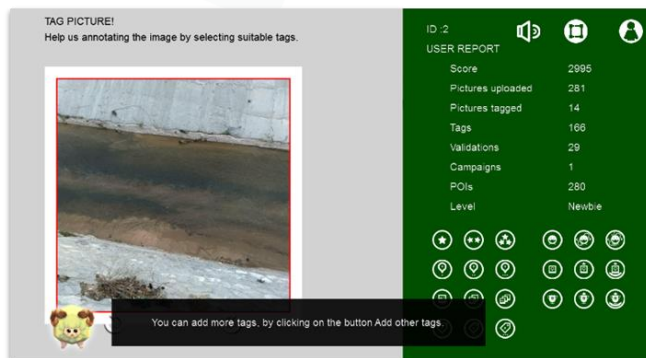 TAG PICTURE!
Help us annotating the image by selecting suitable tags.
ID :2
USER REPORT
Score 2995
Pictures uploaded 281
Pictures tagged 14
Tags 166
Validations 29
Campaigns 1
POIs 280
Level Newbie
You can add more tags, by clicking on the button Add other tags.